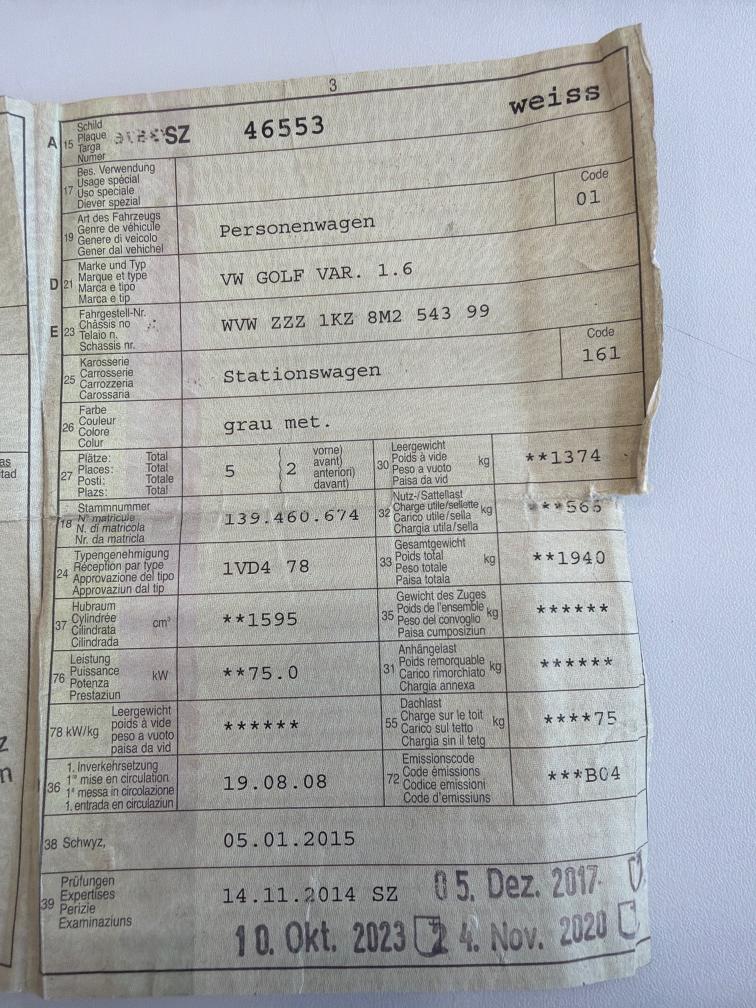 3
A 15 Schild
Plaque
Targa
Numer
SZ 46553 weiss
17 Bes. Verwendung
Usage spécial
Uso speciale
Diever spezial
19 Art des Fahrzeugs
Genre de véhicule
Genere di veicolo
Gener dal vehichel
Personenwagen
Code
01
D 21 Marke und Typ
Marque et type
Marca e tipo
Marca e tip
VW GOLF VAR. 1.6
E 23 Fahrgestell-Nr.
Châssis no
Telaio n.
Schassis nr.
WVW ZZZ 1KZ 8M2 543 99
25 Karosserie
Carrosserie
Carrozzeria
Carossaria
Stationswagen
Code
161
26 Farbe
Couleur
Colore
Colur
grau met.
27 Plätze: Total
Places: Total
Posti: Totale
Plazs: Total
5
2 vorne)
avant)
anteriori)
davant)
30 Leergewicht
Poids à vide
Peso a vuoto
Paisa da vid
kg
**1374
18 Stammnummer
N° matricule
N. di matricola
Nr. da matricla
139.460.674
32 Nutz-/Sattellast
Charge utile/sellette
Carico utile/sella
Chargia utila/sella
kg
***565
24 Typengenehmigung
Réception par type
Approvazione del tipo
Approvaziun dal tip
1VD4 78
33 Gesamtgewicht
Poids total
Peso totale
Paisa totala
kg
**1940
37 Hubraum
Cylindrée
Cilindrata
Cilindrada
cm³
**1595
35 Gewicht des Zuges
Poids de l'ensemble
Peso del convoglio
Paisa cumposiziun
kg
******
76 Leistung
Puissance
Potenza
Prestaziun
kW
**75.0
31 Anhängelast
Poids remorquable
Carico rimorchiato
Chargia annexa
kg
******
78 kW/kg Leergewicht
poids à vide
peso a vuoto
paisa da vid
******
55 Dachlast
Charge sur le toit
Carico sul tetto
Chargia sin il tetg
kg
****75
36 1. Inverkehrsetzung
1re mise en circulation
1a messa in circolazione
1. entrada en circulaziun
19.08.08
72 Emissionscode
Code émissions
Codice emissioni
Code d'emissiuns
***B04
38 Schwyz,
05.01.2015
39 Prüfungen
Expertises
Perizie
Examinaziuns
14.11.2014 SZ
05. Dez. 2017
10. Okt. 2023
24. Nov. 2020